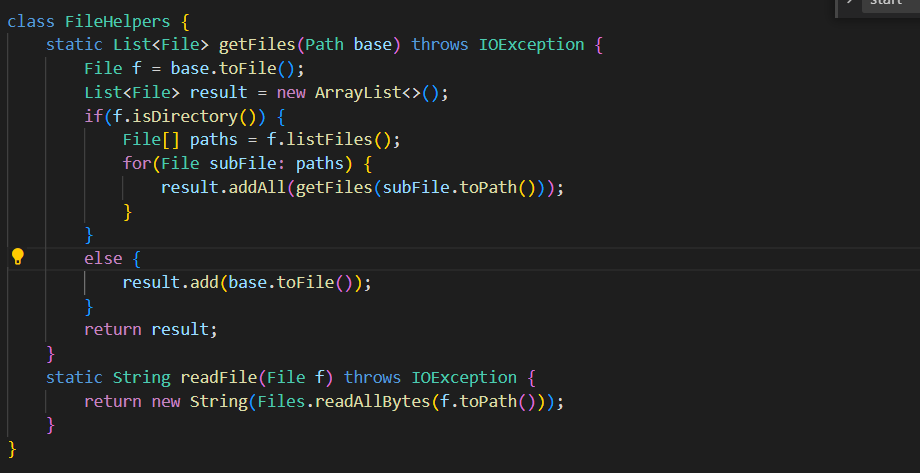 start
class FileHelpers {
    static List<File> getFiles(Path base) throws IOException {
        File f = base.toFile();
        List<File> result = new ArrayList<>();
        if(f.isDirectory()) {
            File[] paths = f.listFiles();
            for(File subFile: paths) {
                result.addAll(getFiles(subFile.toPath()));
            }
        }
        else {
            result.add(base.toFile());
        }
        return result;
    }
    static String readFile(File f) throws IOException {
        return new String(Files.readAllBytes(f.toPath()));
    }
}